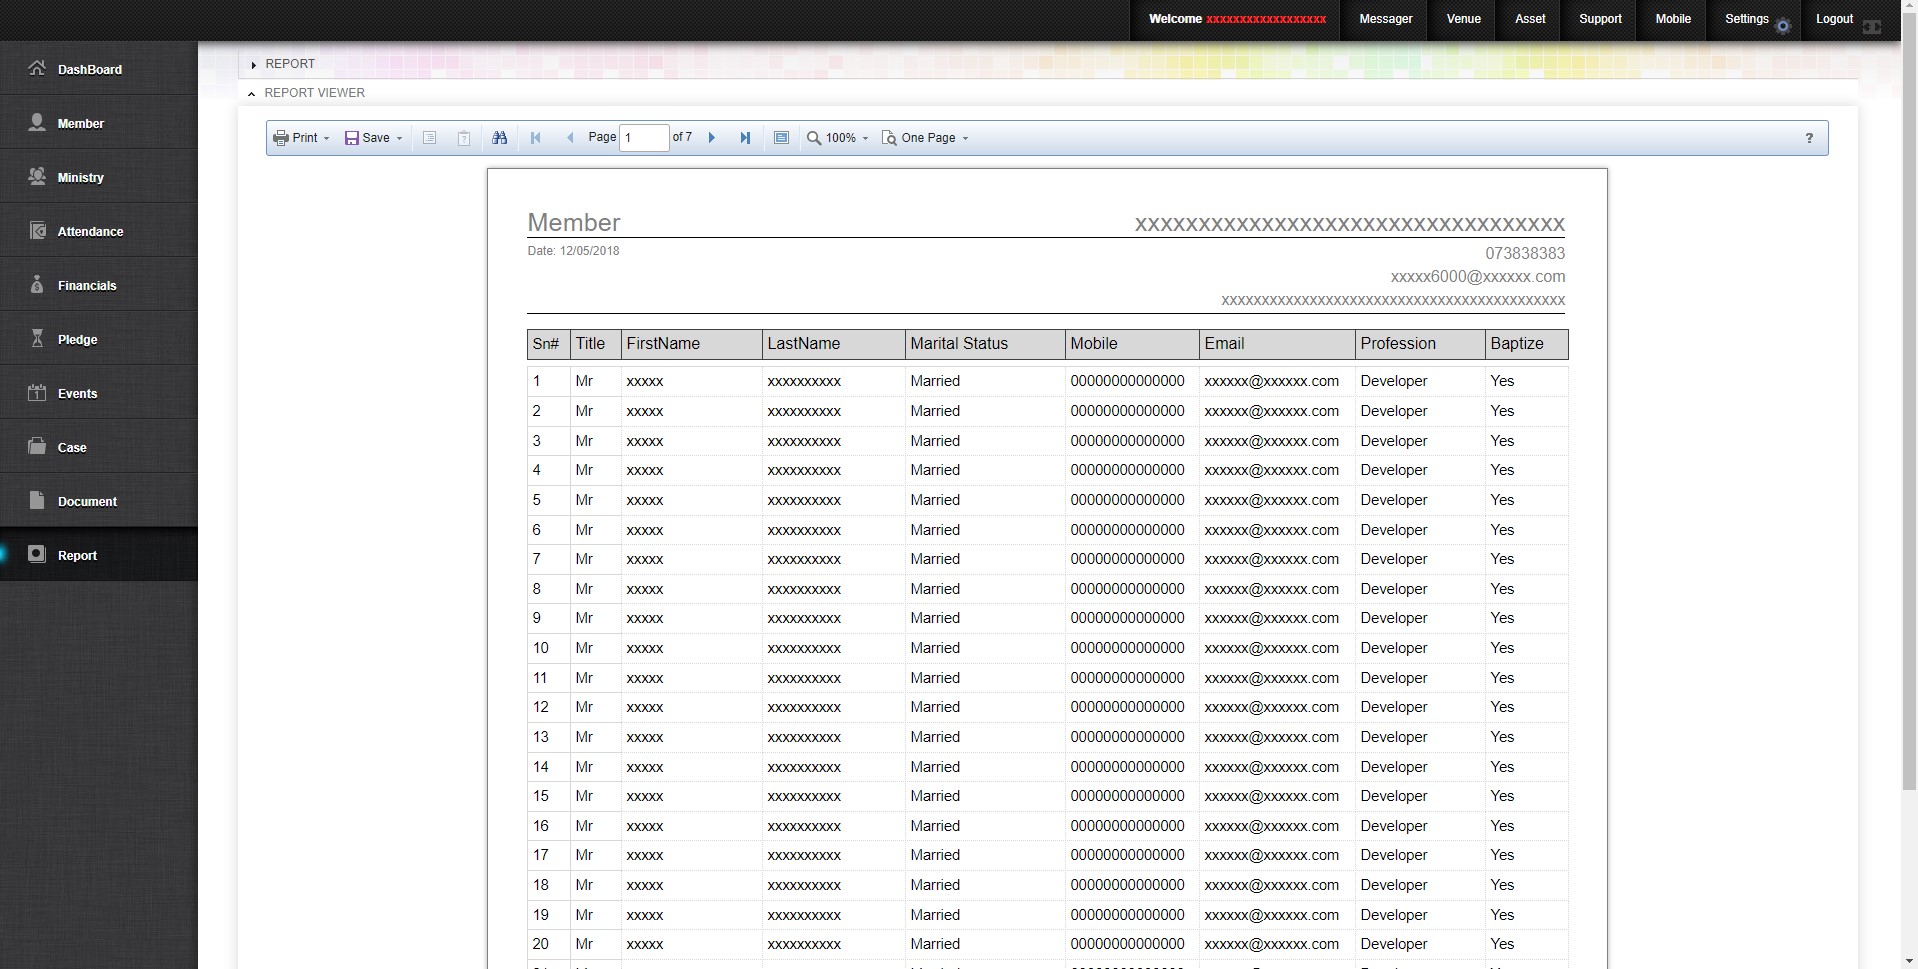 Welcome xxxxxxxxxxxxxxxxxx Messager Venue Asset Support Mobile Settings Logout
DashBoard
Member
Ministry
Attendance
Financials
Pledge
Events
Case
Document
Report
REPORT
REPORT VIEWER
Print Save Page 1 of 7 100% One Page ?
Member xxxxxxxxxxxxxxxxxxxxxxxxxxxxxxxxxx
Date: 12/05/2018 073838383
xxxxx6000@xxxxxx.com
xxxxxxxxxxxxxxxxxxxxxxxxxxxxxxxxxxxxxxxxxxx
Sn# Title FirstName LastName Marital Status Mobile Email Profession Baptize
1 Mr xxxxx xxxxxxxxxx Married 00000000000000 xxxxxx@xxxxxx.com Developer Yes
2 Mr xxxxx xxxxxxxxxx Married 00000000000000 xxxxxx@xxxxxx.com Developer Yes
3 Mr xxxxx xxxxxxxxxx Married 00000000000000 xxxxxx@xxxxxx.com Developer Yes
4 Mr xxxxx xxxxxxxxxx Married 00000000000000 xxxxxx@xxxxxx.com Developer Yes
5 Mr xxxxx xxxxxxxxxx Married 00000000000000 xxxxxx@xxxxxx.com Developer Yes
6 Mr xxxxx xxxxxxxxxx Married 00000000000000 xxxxxx@xxxxxx.com Developer Yes
7 Mr xxxxx xxxxxxxxxx Married 00000000000000 xxxxxx@xxxxxx.com Developer Yes
8 Mr xxxxx xxxxxxxxxx Married 00000000000000 xxxxxx@xxxxxx.com Developer Yes
9 Mr xxxxx xxxxxxxxxx Married 00000000000000 xxxxxx@xxxxxx.com Developer Yes
10 Mr xxxxx xxxxxxxxxx Married 00000000000000 xxxxxx@xxxxxx.com Developer Yes
11 Mr xxxxx xxxxxxxxxx Married 00000000000000 xxxxxx@xxxxxx.com Developer Yes
12 Mr xxxxx xxxxxxxxxx Married 00000000000000 xxxxxx@xxxxxx.com Developer Yes
13 Mr xxxxx xxxxxxxxxx Married 00000000000000 xxxxxx@xxxxxx.com Developer Yes
14 Mr xxxxx xxxxxxxxxx Married 00000000000000 xxxxxx@xxxxxx.com Developer Yes
15 Mr xxxxx xxxxxxxxxx Married 00000000000000 xxxxxx@xxxxxx.com Developer Yes
16 Mr xxxxx xxxxxxxxxx Married 00000000000000 xxxxxx@xxxxxx.com Developer Yes
17 Mr xxxxx xxxxxxxxxx Married 00000000000000 xxxxxx@xxxxxx.com Developer Yes
18 Mr xxxxx xxxxxxxxxx Married 00000000000000 xxxxxx@xxxxxx.com Developer Yes
19 Mr xxxxx xxxxxxxxxx Married 00000000000000 xxxxxx@xxxxxx.com Developer Yes
20 Mr xxxxx xxxxxxxxxx Married 00000000000000 xxxxxx@xxxxxx.com Developer Yes